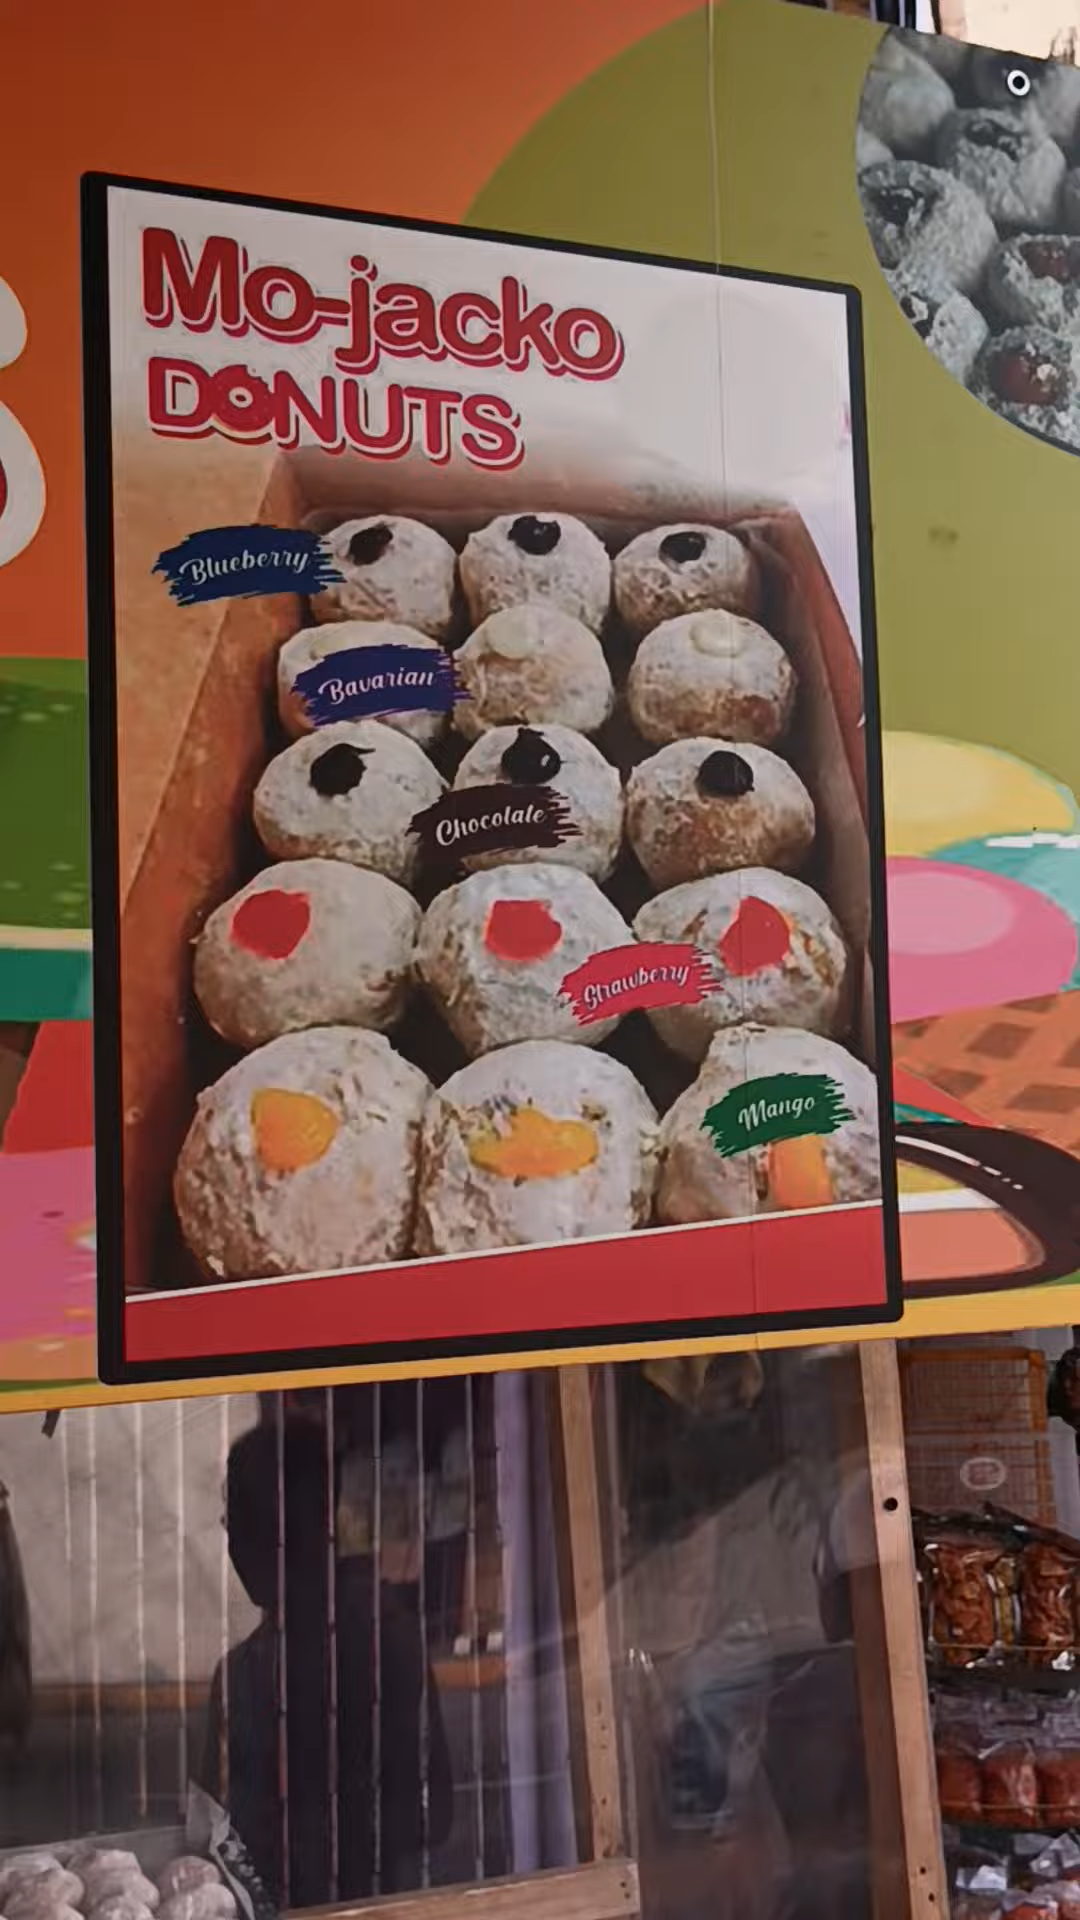 Mo-jacko
DONUTS
Blueberry
Bavarian
Chocolate
Strawberry
Mango